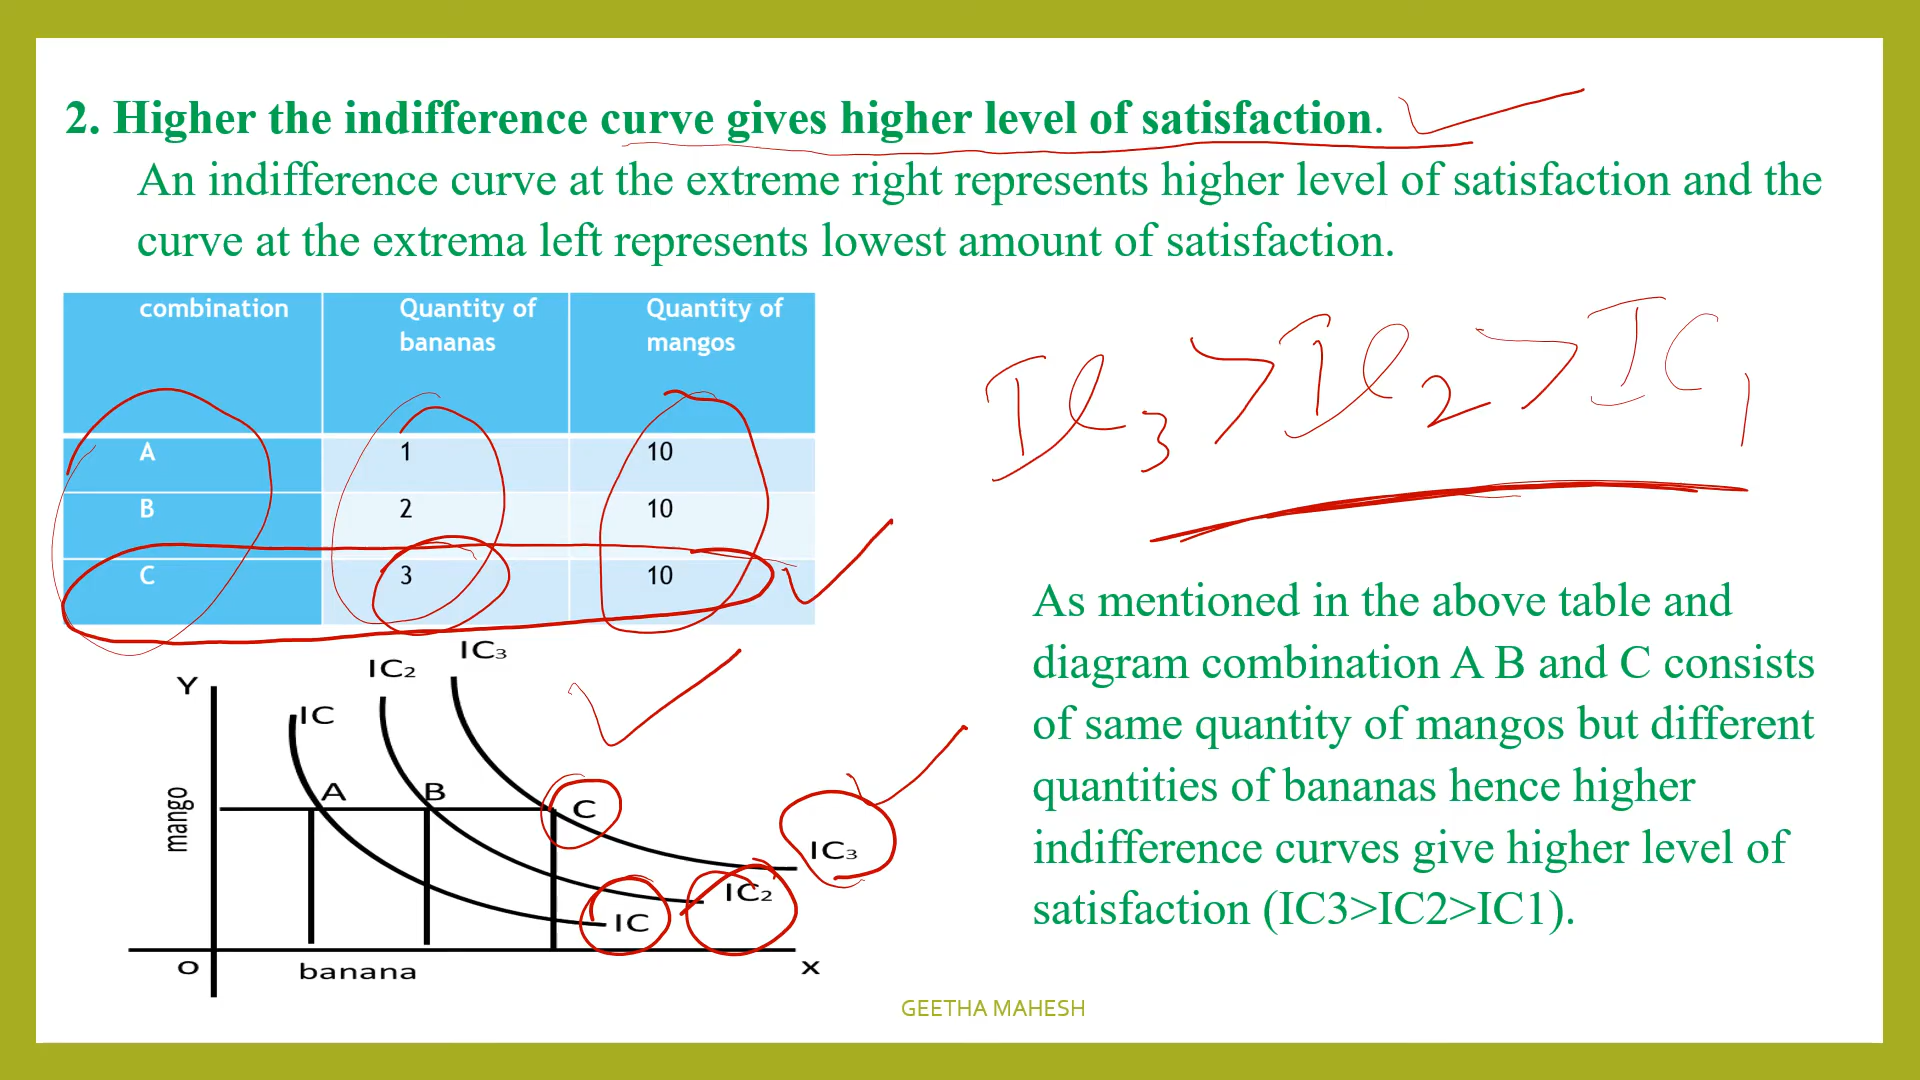 2. Higher the indifference curve gives higher level of satisfaction.
An indifference curve at the extreme right represents higher level of satisfaction and the
curve at the extrema left represents lowest amount of satisfaction.
combination Quantity of bananas Quantity of mangos
A 1 10
B 2 10
C 3 10
IC3 > IC2 > IC1
As mentioned in the above table and
diagram combination A B and C consists
of same quantity of mangos but different
quantities of bananas hence higher
indifference curves give higher level of
satisfaction (IC3>IC2>IC1).
Y
IC
IC₂
IC₃
mango
A
B
C
IC₃
IC₂
IC
O
banana
X
GEETHA MAHESH